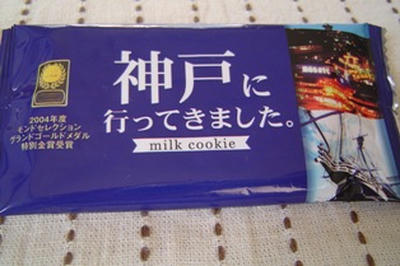 神戸に
行ってきました。
milk cookie
2004年度
モンドセレクション
グランドゴールドメダル
特別金賞受賞
mosaic